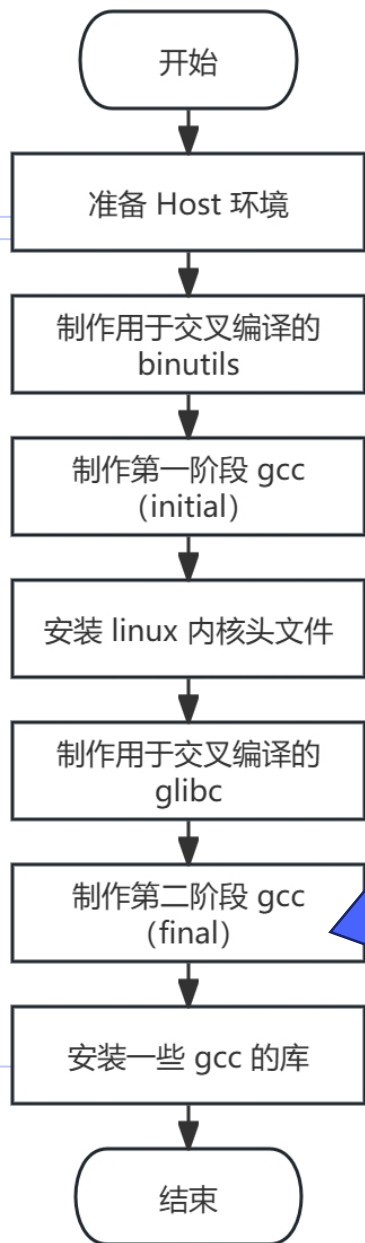 开始
准备 Host 环境
制作用于交叉编译的
binutils
制作第一阶段 gcc
（initial）
安装 linux 内核头文件
制作用于交叉编译的
glibc
制作第二阶段 gcc
（final）
安装一些 gcc 的库
结束